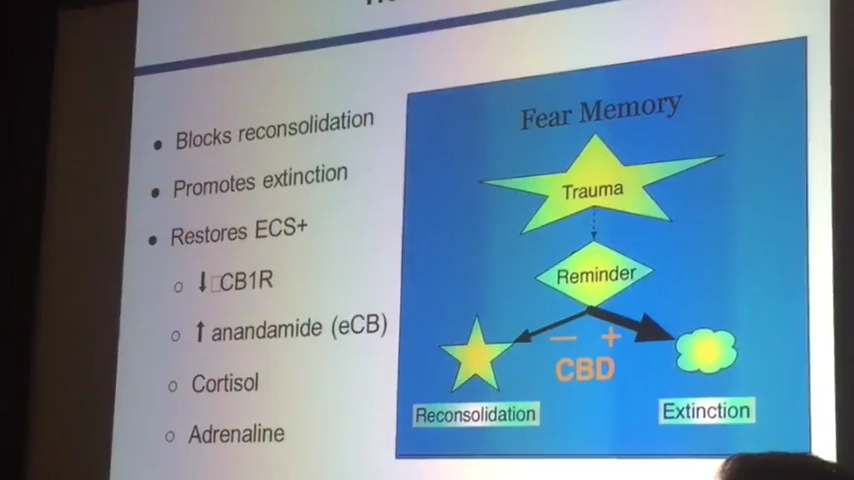 • Blocks reconsolidation
• Promotes extinction
• Restores ECS+
○ ⬇□CB1R
○ ⬆ anandamide (eCB)
○ Cortisol
○ Adrenaline
Fear Memory
Trauma
Reminder
− +
CBD
Reconsolidation
Extinction